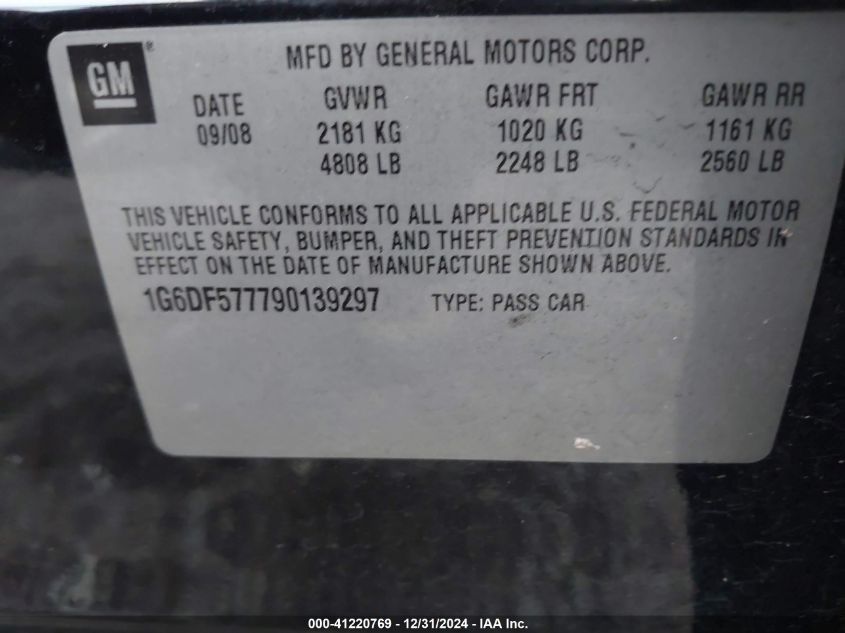 GM ®
MFD BY GENERAL MOTORS CORP.
DATE GVWR GAWR FRT GAWR RR
09/08 2181 KG 1020 KG 1161 KG
4808 LB 2248 LB 2560 LB
THIS VEHICLE CONFORMS TO ALL APPLICABLE U.S. FEDERAL MOTOR
VEHICLE SAFETY, BUMPER, AND THEFT PREVENTION STANDARDS IN
EFFECT ON THE DATE OF MANUFACTURE SHOWN ABOVE.
1G6DF577790139297 TYPE: PASS CAR
000-41220769 - 12/31/2024 - IAA Inc.